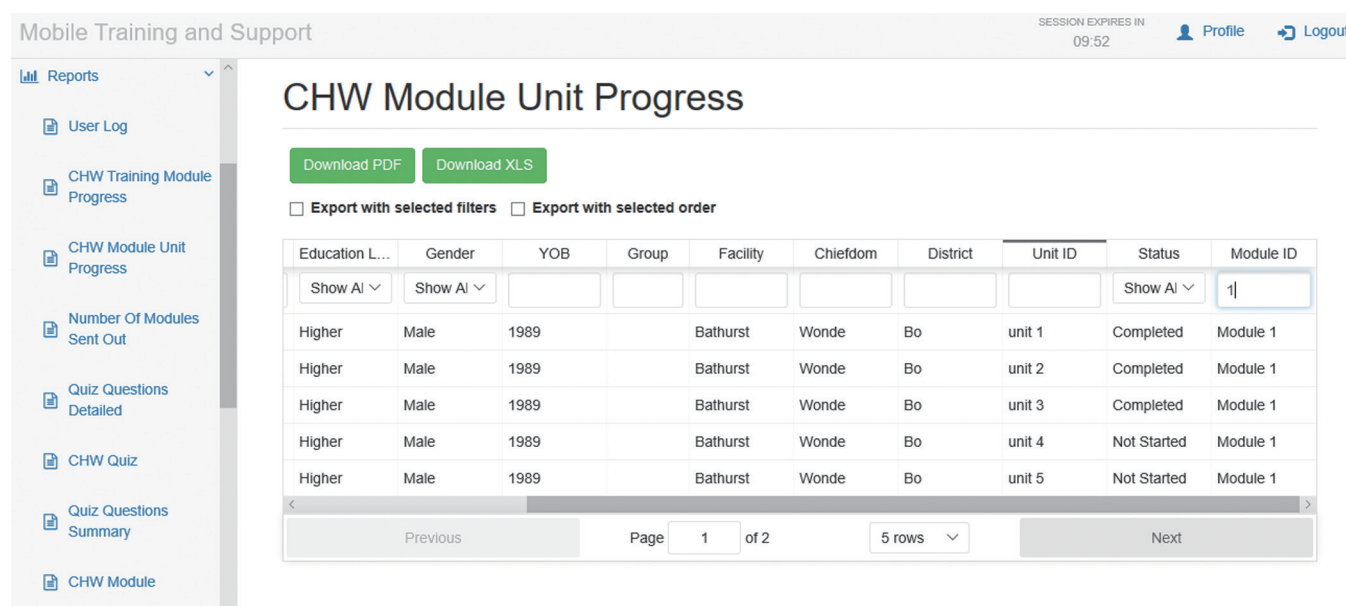 Mobile Training and Support
SESSION EXPIRES IN
09:52
Profile
Logout
Reports
User Log
CHW Training Module
Progress
CHW Module Unit
Progress
Number Of Modules
Sent Out
Quiz Questions
Detailed
CHW Quiz
Quiz Questions
Summary
CHW Module
CHW Module Unit Progress
Download PDF Download XLS
Export with selected filters Export with selected order
Education L... Gender YOB Group Facility Chiefdom District Unit ID Status Module ID
Show Al Show Al Show Al 1
Higher Male 1989 Bathurst Wonde Bo unit 1 Completed Module 1
Higher Male 1989 Bathurst Wonde Bo unit 2 Completed Module 1
Higher Male 1989 Bathurst Wonde Bo unit 3 Completed Module 1
Higher Male 1989 Bathurst Wonde Bo unit 4 Not Started Module 1
Higher Male 1989 Bathurst Wonde Bo unit 5 Not Started Module 1
Previous Page 1 of 2 5 rows Next